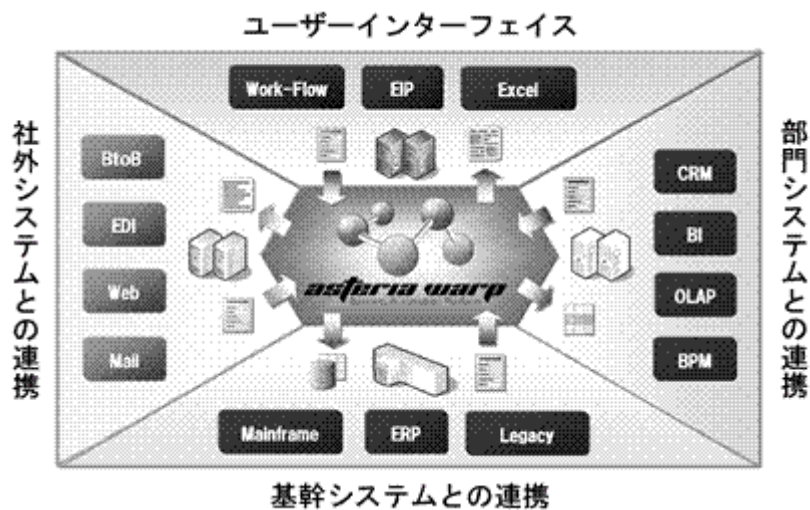 ユーザーインターフェイス
Work-Flow
EIP
Excel
社外システムとの連携
BtoB
EDI
Web
Mail
asteria warp
部門システムとの連携
CRM
BI
OLAP
BPM
Mainframe
ERP
Legacy
基幹システムとの連携